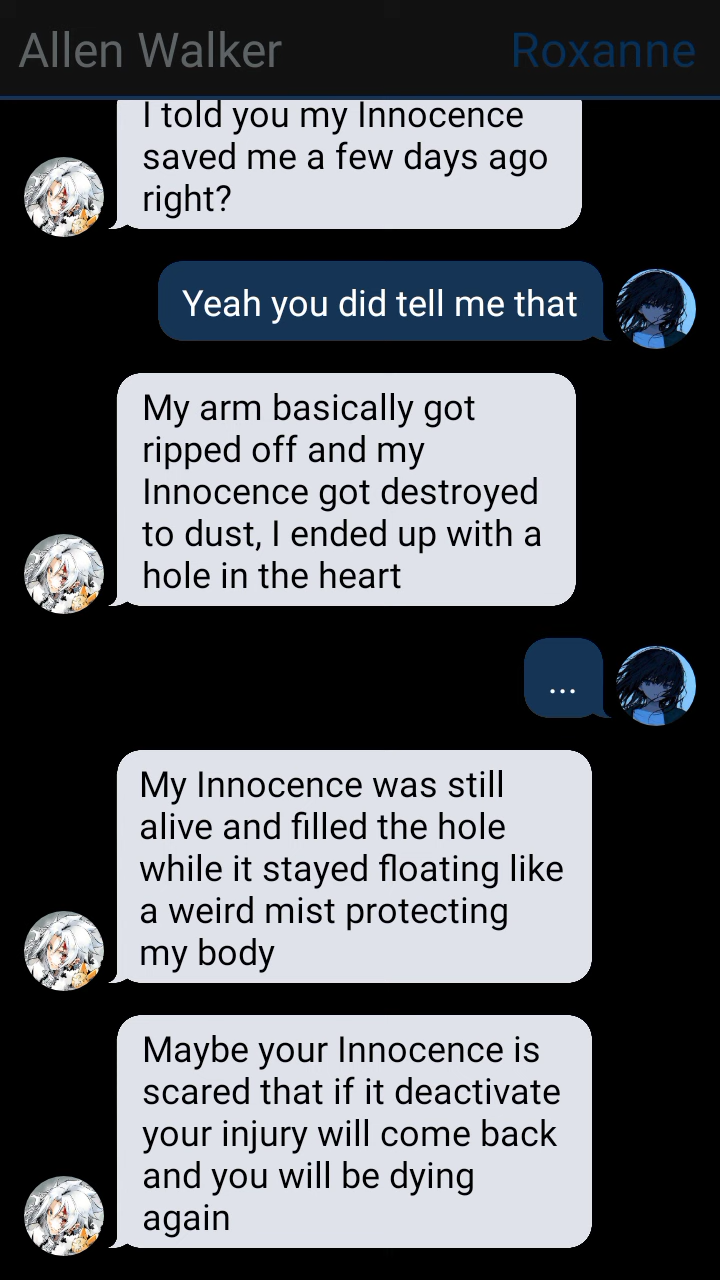 Allen Walker Roxanne
I told you my Innocence
saved me a few days ago
right?
Yeah you did tell me that
My arm basically got
ripped off and my
Innocence got destroyed
to dust, I ended up with a
hole in the heart
...
My Innocence was still
alive and filled the hole
while it stayed floating like
a weird mist protecting
my body
Maybe your Innocence is
scared that if it deactivate
your injury will come back
and you will be dying
again